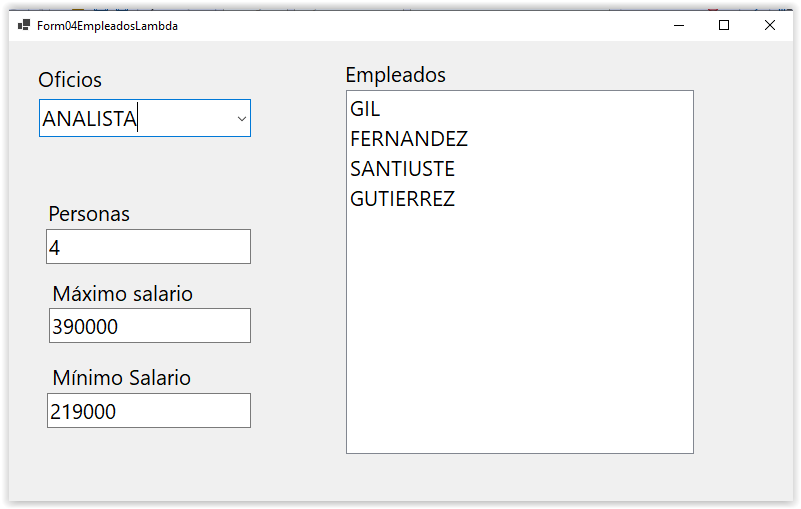 Form04EmpleadosLambda
Oficios
ANALISTA
Personas
4
Máximo salario
390000
Mínimo Salario
219000
Empleados
GIL
FERNANDEZ
SANTIUSTE
GUTIERREZ